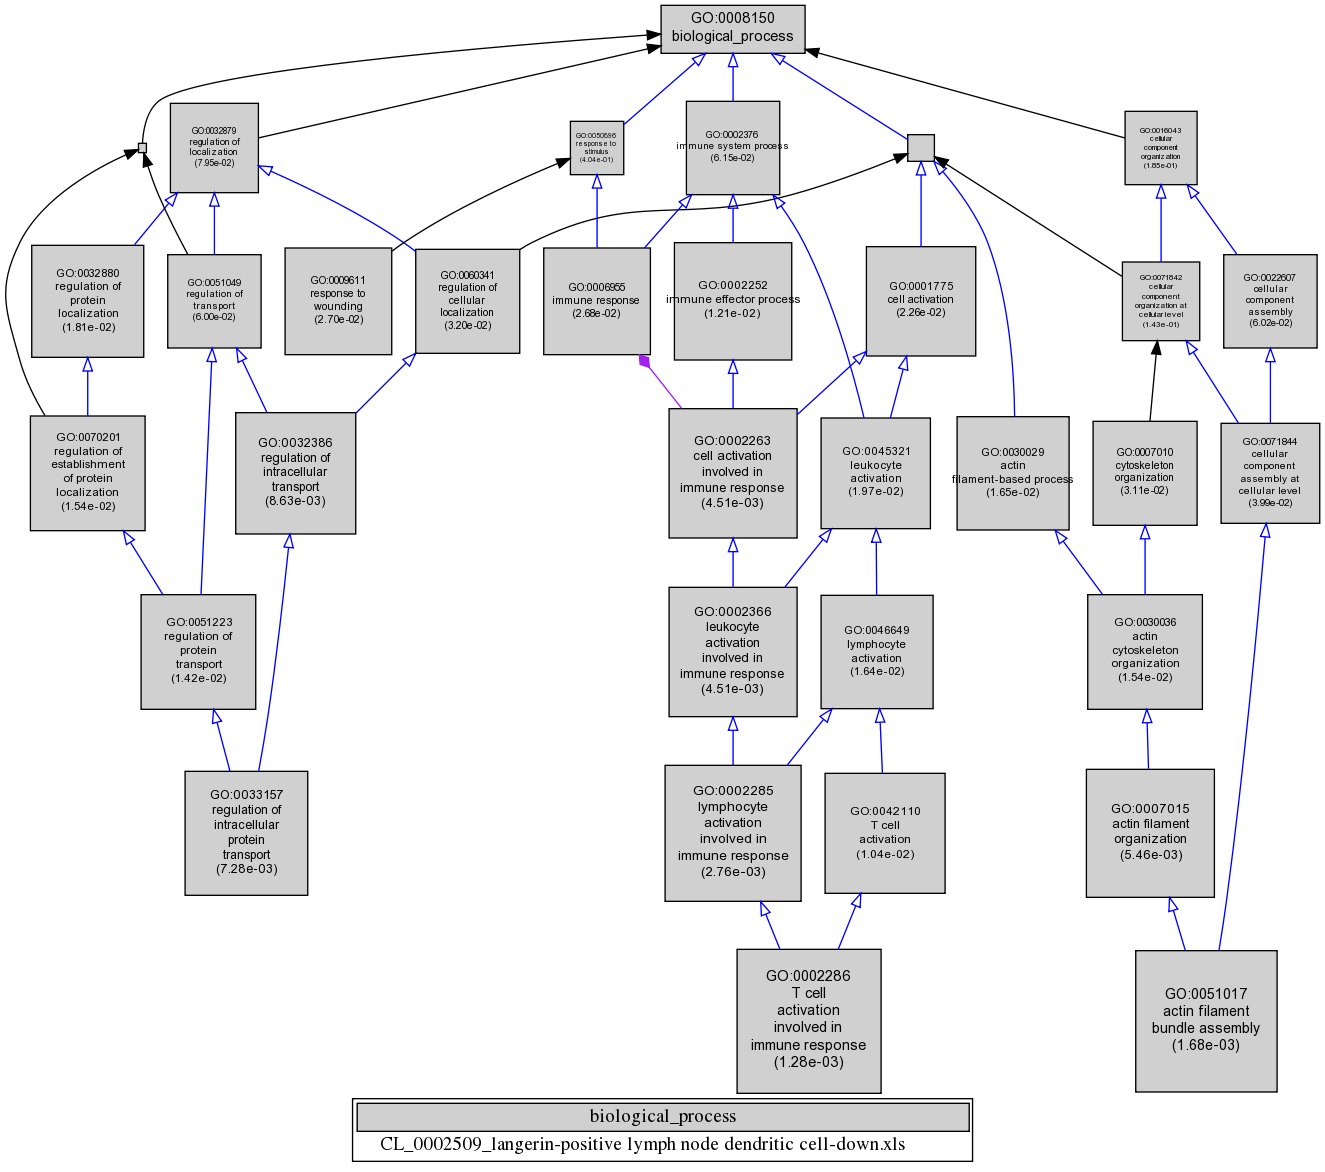 GO:0008150
biological_process
GO:0032879
regulation of
localization
(7.95e-02)
GO:0050896
response to
stimulus
(4.04e-01)
GO:0002376
immune system process
(6.15e-02)
GO:0016043
cellular
component
organization
(1.85e-01)
GO:0032880
regulation of
protein
localization
(1.81e-02)
GO:0051049
regulation of
transport
(6.00e-02)
GO:0009611
response to
wounding
(2.70e-02)
GO:0060341
regulation of
cellular
localization
(3.20e-02)
GO:0006955
immune response
(2.68e-02)
GO:0002252
immune effector process
(1.21e-02)
GO:0001775
cell activation
(2.26e-02)
GO:0071842
cellular
component
organization at
cellular level
(1.43e-01)
GO:0022607
cellular
component
assembly
(6.02e-02)
GO:0070201
regulation of
establishment
of protein
localization
(1.54e-02)
GO:0032386
regulation of
intracellular
transport
(8.63e-03)
GO:0002263
cell activation
involved in
immune response
(4.51e-03)
GO:0045321
leukocyte
activation
(1.97e-02)
GO:0030029
actin
filament-based process
(1.65e-02)
GO:0007010
cytoskeleton
organization
(3.11e-02)
GO:0071844
cellular
component
assembly at
cellular level
(3.99e-02)
GO:0051223
regulation of
protein
transport
(1.42e-02)
GO:0002366
leukocyte
activation
involved in
immune response
(4.51e-03)
GO:0046649
lymphocyte
activation
(1.64e-02)
GO:0030036
actin
cytoskeleton
organization
(1.54e-02)
GO:0033157
regulation of
intracellular
protein
transport
(7.28e-03)
GO:0002285
lymphocyte
activation
involved in
immune response
(2.76e-03)
GO:0042110
T cell
activation
(1.04e-02)
GO:0007015
actin filament
organization
(5.46e-03)
GO:0002286
T cell
activation
involved in
immune response
(1.28e-03)
GO:0051017
actin filament
bundle assembly
(1.68e-03)
biological_process
CL_0002509_langerin-positive lymph node dendritic cell-down.xls